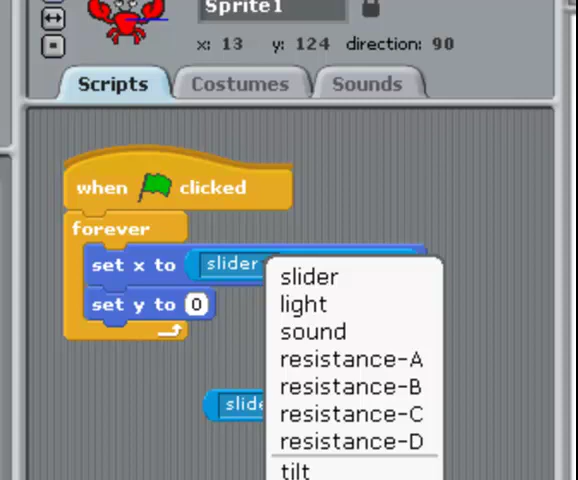 Sprite1
x: 13 y: 124 direction: 90
Scripts Costumes Sounds
when clicked
forever
set x to slider
set y to 0
slide
slider
light
sound
resistance-A
resistance-B
resistance-C
resistance-D
tilt